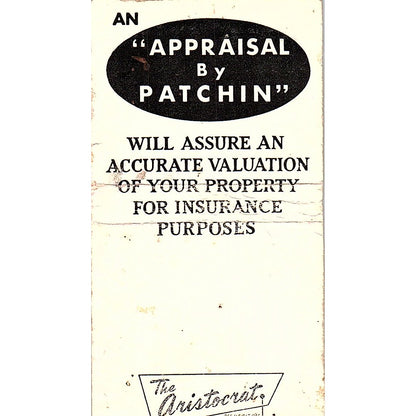 AN
"APPRAISAL
By
PATCHIN"
WILL ASSURE AN
ACCURATE VALUATION
OF YOUR PROPERTY
FOR INSURANCE
PURPOSES
The
Aristocrat